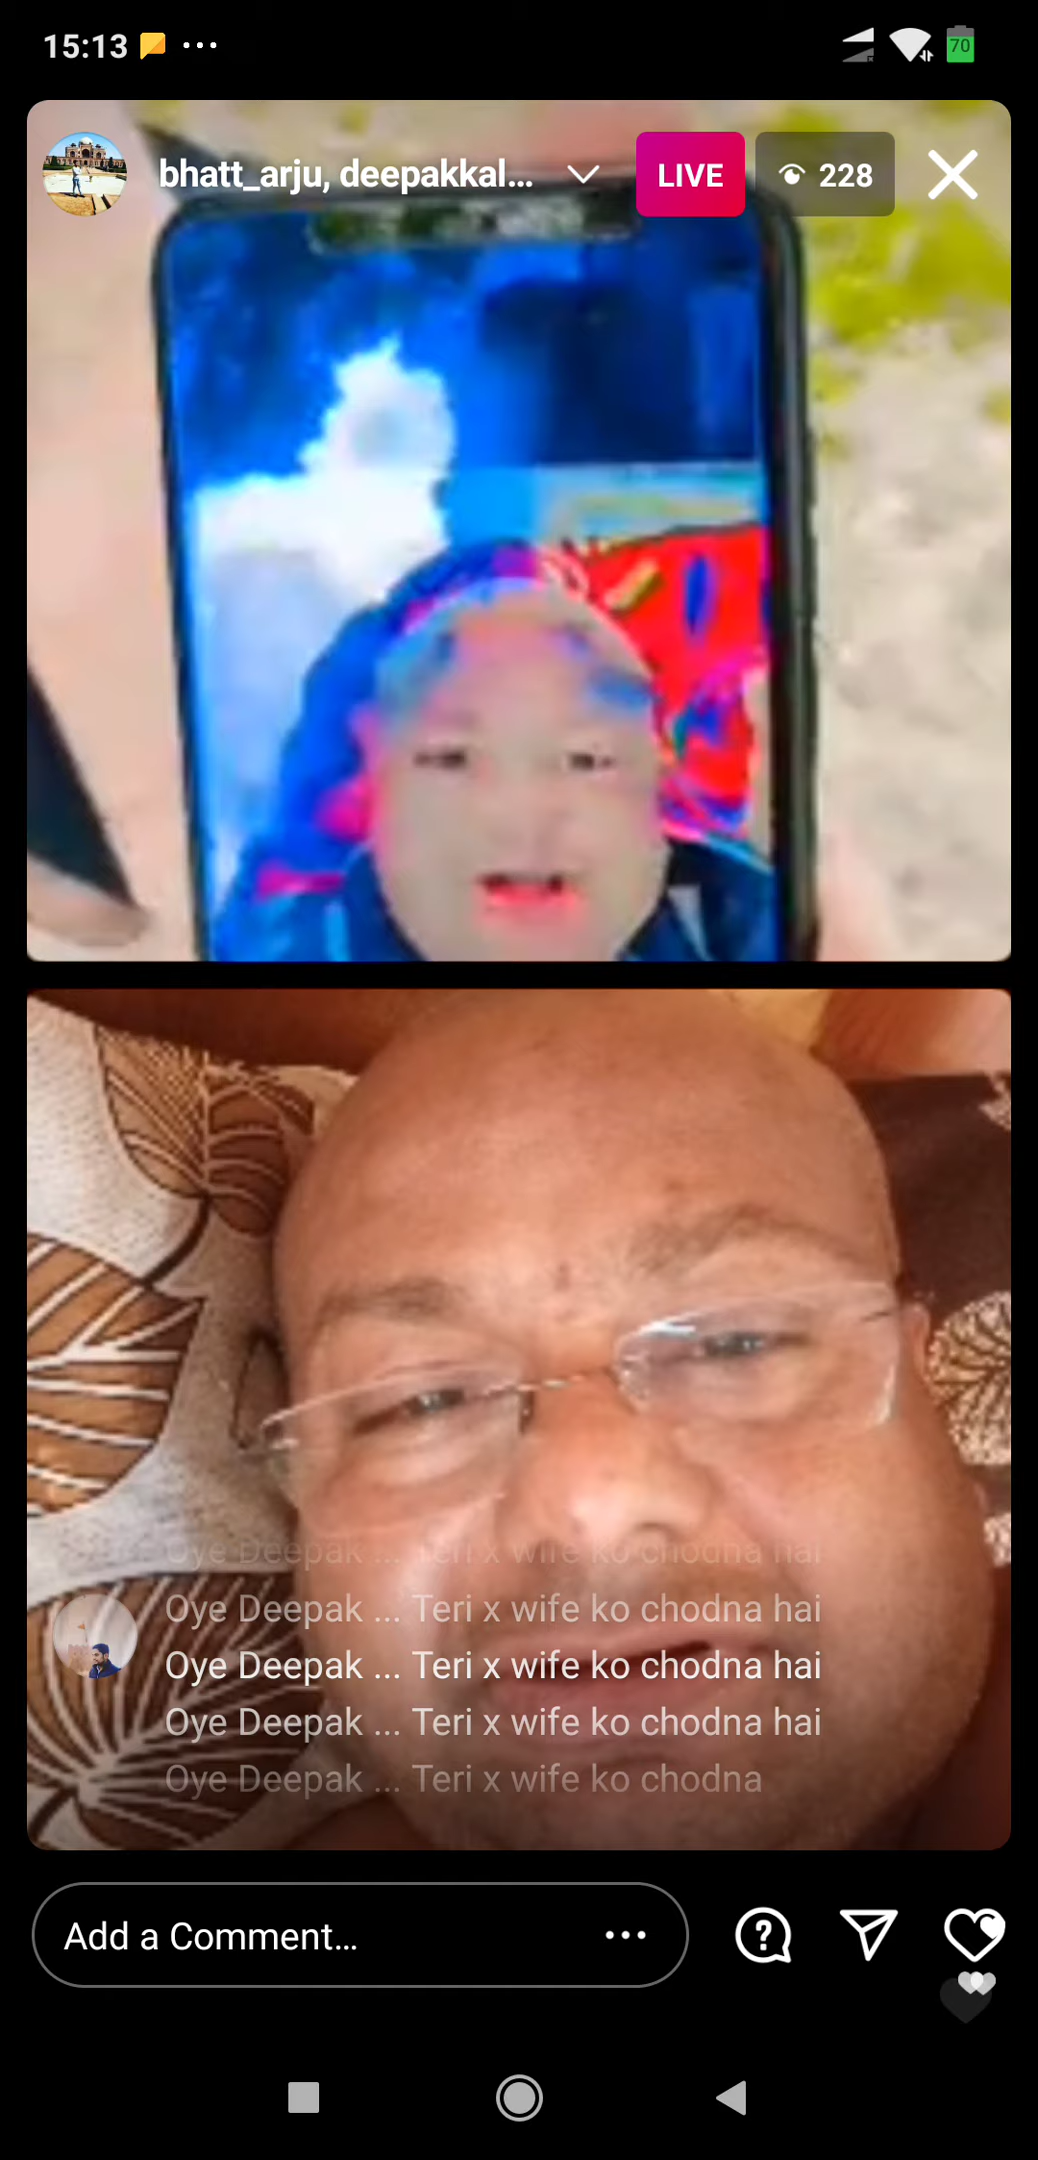 15:13
70
bhatt_arju, deepakkal...
LIVE
228
Oye Deepak ... Teri x wife ko chodna hai
Oye Deepak ... Teri x wife ko chodna hai
Oye Deepak ... Teri x wife ko chodna hai
Oye Deepak ... Teri x wife ko chodna hai
Oye Deepak ... Teri x wife ko chodna
Add a Comment...